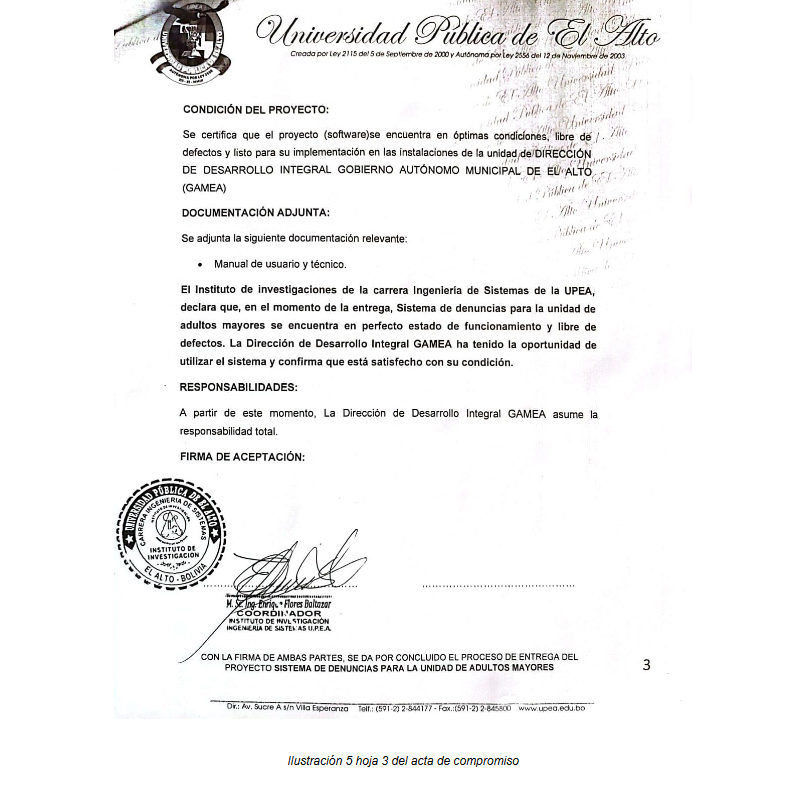 Universidad Pública de El Alto
Creada por Ley 2115 del 5 de Septiembre de 2000 y Autónoma por Ley 2556 del 12 de Noviembre de 2003
CONDICIÓN DEL PROYECTO:
Se certifica que el proyecto (software)se encuentra en óptimas condiciones, libre de
defectos y listo para su implementación en las instalaciones de la unidad de DIRECCIÓN
DE DESARROLLO INTEGRAL GOBIERNO AUTÓNOMO MUNICIPAL DE EL ALTO
(GAMEA)
DOCUMENTACIÓN ADJUNTA:
Se adjunta la siguiente documentación relevante:
• Manual de usuario y técnico.
El Instituto de investigaciones de la carrera Ingeniería de Sistemas de la UPEA,
declara que, en el momento de la entrega, Sistema de denuncias para la unidad de
adultos mayores se encuentra en perfecto estado de funcionamiento y libre de
defectos. La Dirección de Desarrollo Integral GAMEA ha tenido la oportunidad de
utilizar el sistema y confirma que está satisfecho con su condición.
RESPONSABILIDADES:
A partir de este momento, La Dirección de Desarrollo Integral GAMEA asume la
responsabilidad total.
FIRMA DE ACEPTACIÓN:
UNIVERSIDAD PÚBLICA DE EL ALTO
CARRERA INGENIERIA DE SISTEMAS
INSTITUTO DE
INVESTIGACION
EL ALTO - BOLIVIA
M. Sc. Ing. Enrique Flores Baltazar
COORDINADOR
INSTITUTO DE INVESTIGACIÓN
INGENIERÍA DE SISTEMAS U.P.E.A.
CON LA FIRMA DE AMBAS PARTES, SE DA POR CONCLUIDO EL PROCESO DE ENTREGA DEL
PROYECTO SISTEMA DE DENUNCIAS PARA LA UNIDAD DE ADULTOS MAYORES
3
Dir.: Av. Sucre A s/n Villa Esperanza Telf.: (591-2) 2-844177 - Fax.:(591-2) 2-845800 www.upea.edu.bo
Ilustración 5 hoja 3 del acta de compromiso